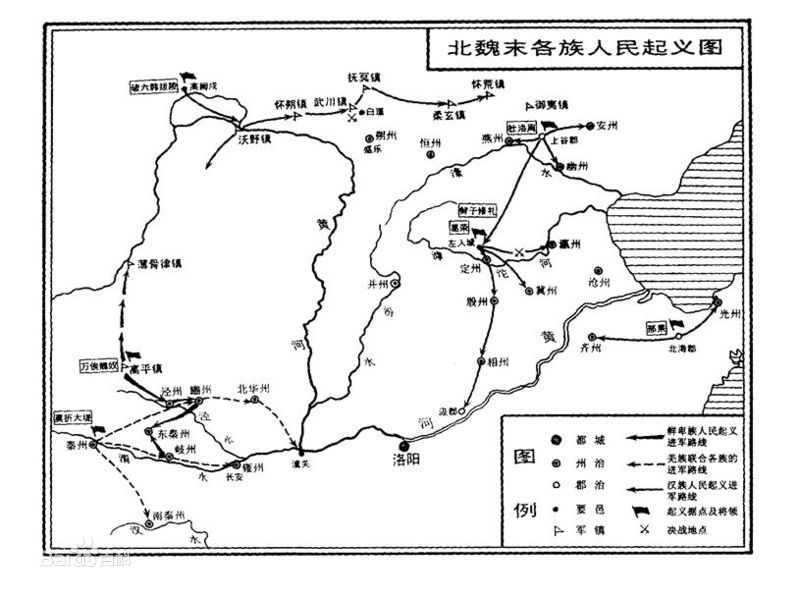 北魏末各族人民起义图
破六韩拔陵
高阙戍
沃野镇
怀朔镇
武川镇
抚冥镇
白道
柔玄镇
怀荒镇
御夷镇
朔州
盛乐
恒州
燕州
杜洛周
上谷郡
安州
幽州
㶟
水
鲜于修礼
葛荣
左人城
定州
滹
沱
河
瀛州
冀州
沧州
殷州
相州
汲郡
并州
汾
水
黄
河
薄骨律镇
万俟醜奴
高平镇
泾州
豳州
北华州
莫折大堤
秦州
东秦州
泾
水
岐州
渭
水
长安
雍州
潼关
洛阳
南秦州
汉
水
黄
河
齐州
邢杲
北海郡
光州
图
例
都城
州治
郡治
要邑
军镇
鲜卑族人民起义
进军路线
羌族联合各族的
进军路线
汉族人民起义进
军路线
起义据点及将领
决战地点
Baidu百科